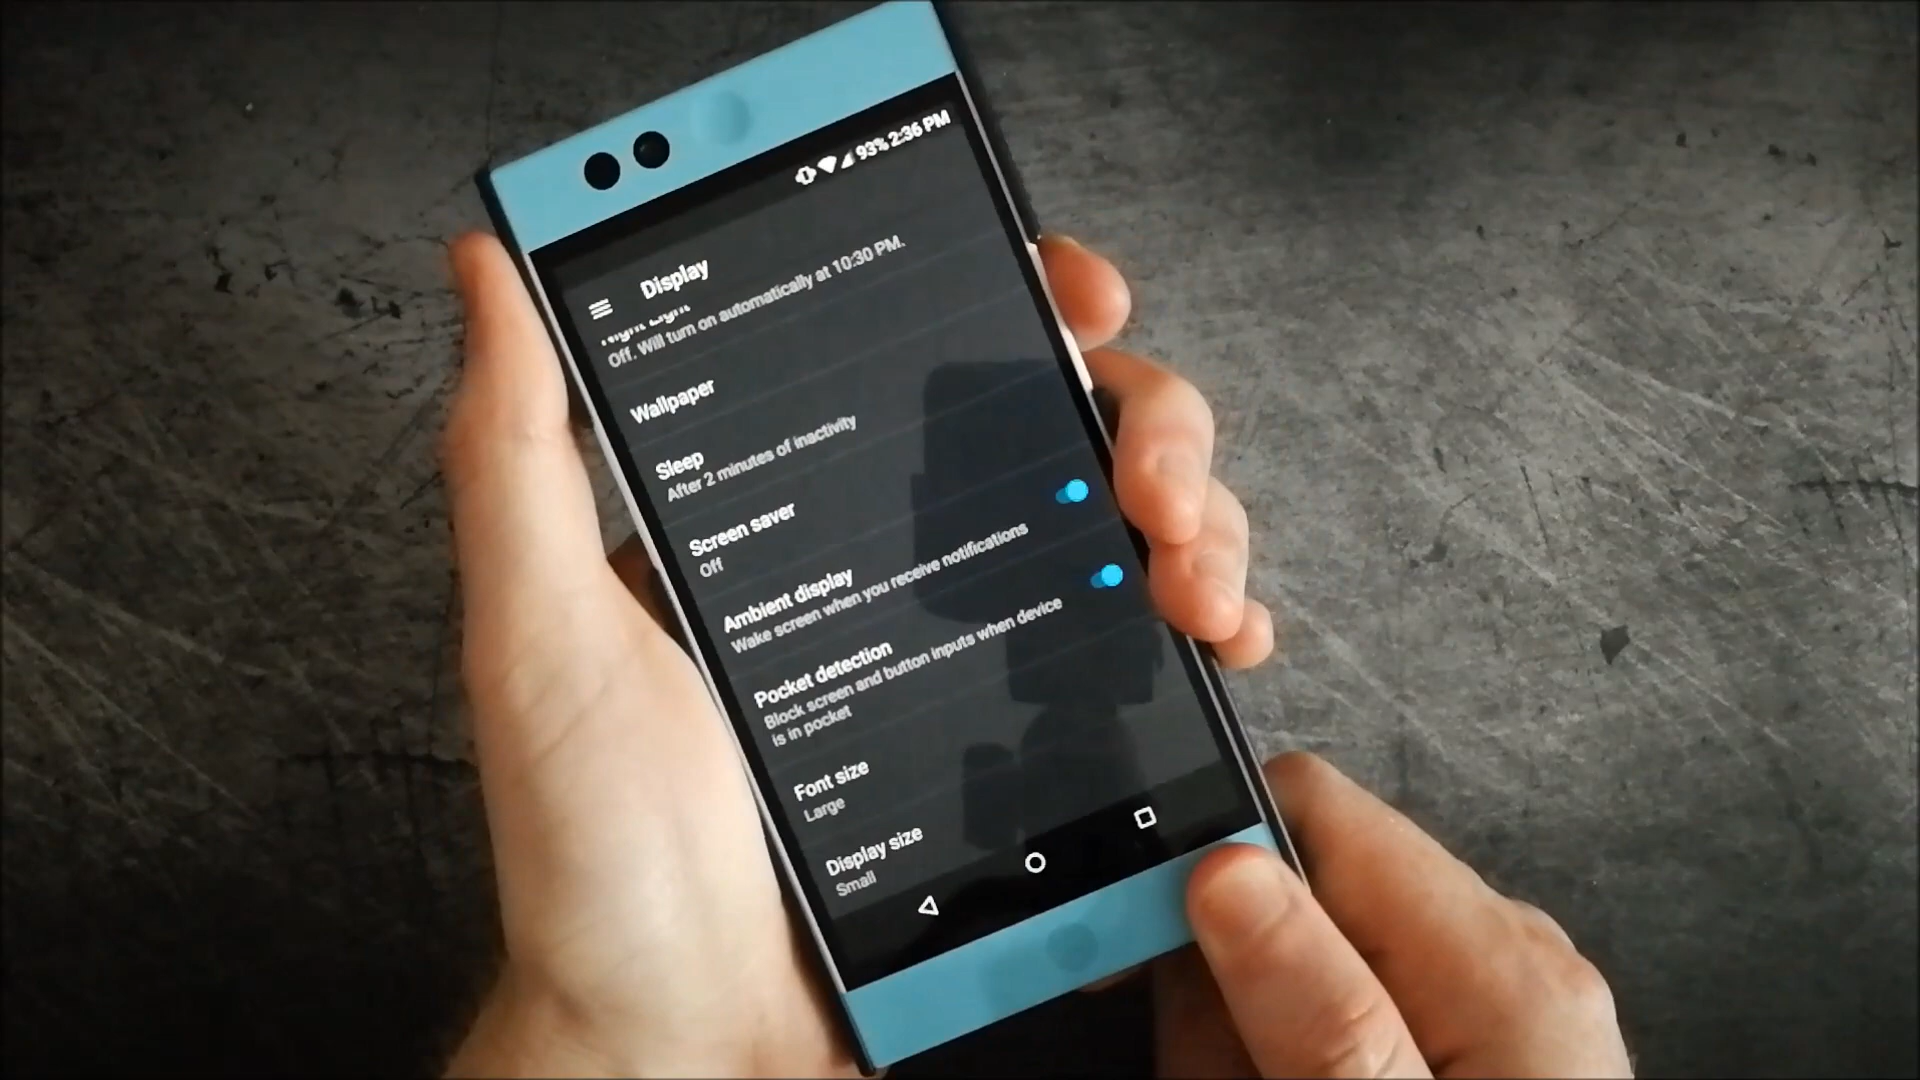 93% 2:36 PM
Display
Night Light
Off. Will turn on automatically at 10:30 PM.
Wallpaper
Sleep
After 2 minutes of inactivity
Screen saver
Off
Ambient display
Wake screen when you receive notifications
Pocket detection
Block screen and button inputs when device
is in pocket
Font size
Large
Display size
Small